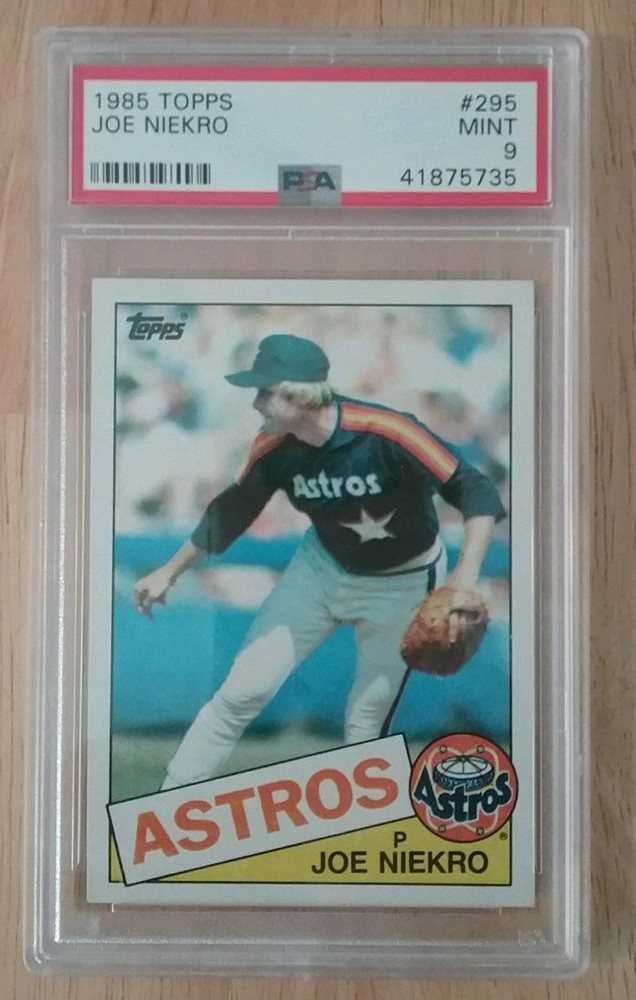 1985 TOPPS #295
JOE NIEKRO MINT
9
PSA 41875735
Topps®
Astros
ASTROS
Astros®
P
JOE NIEKRO